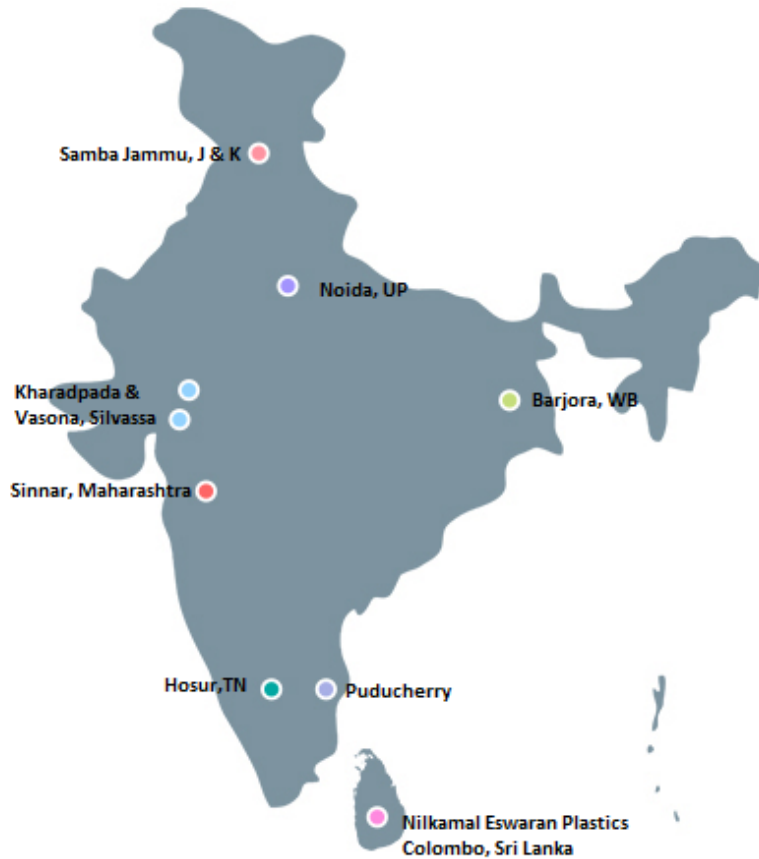 Samba Jammu, J & K
Noida, UP
Kharadpada &
Vasona, Silvassa
Barjora, WB
Sinnar, Maharashtra
Hosur,TN
Puducherry
Nilkamal Eswaran Plastics
Colombo, Sri Lanka